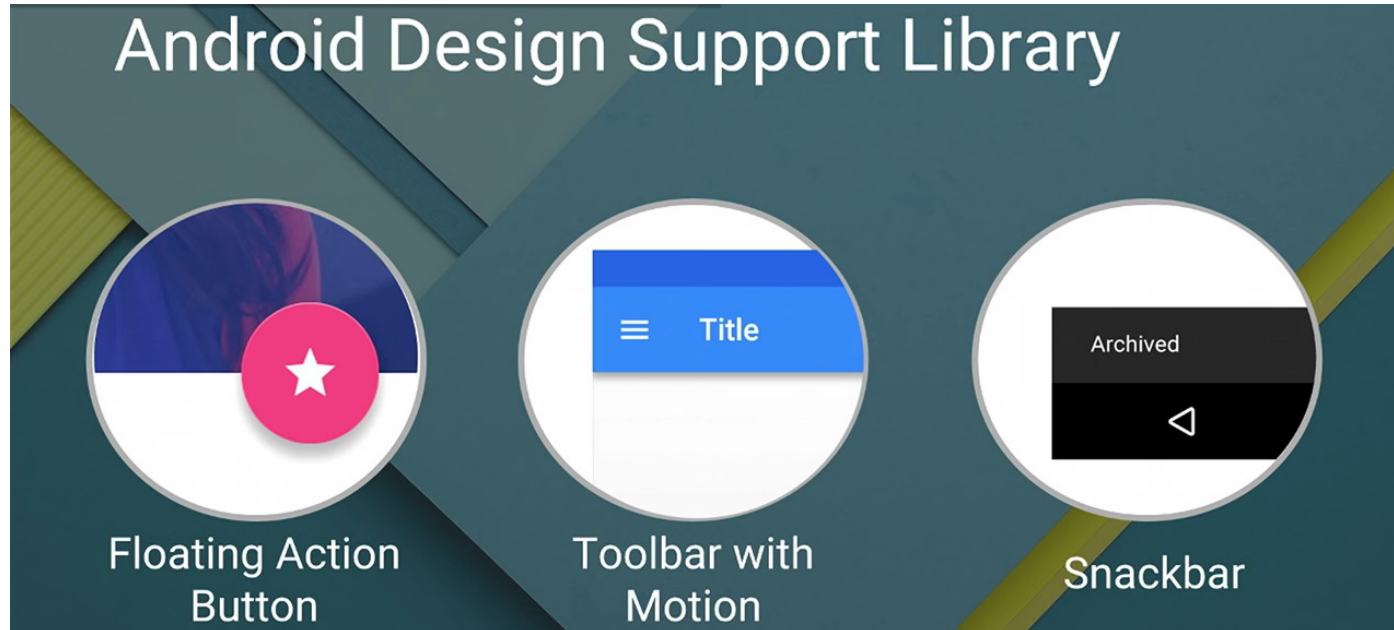 Android Design Support Library
Title
Archived
Floating Action
Button
Toolbar with
Motion
Snackbar